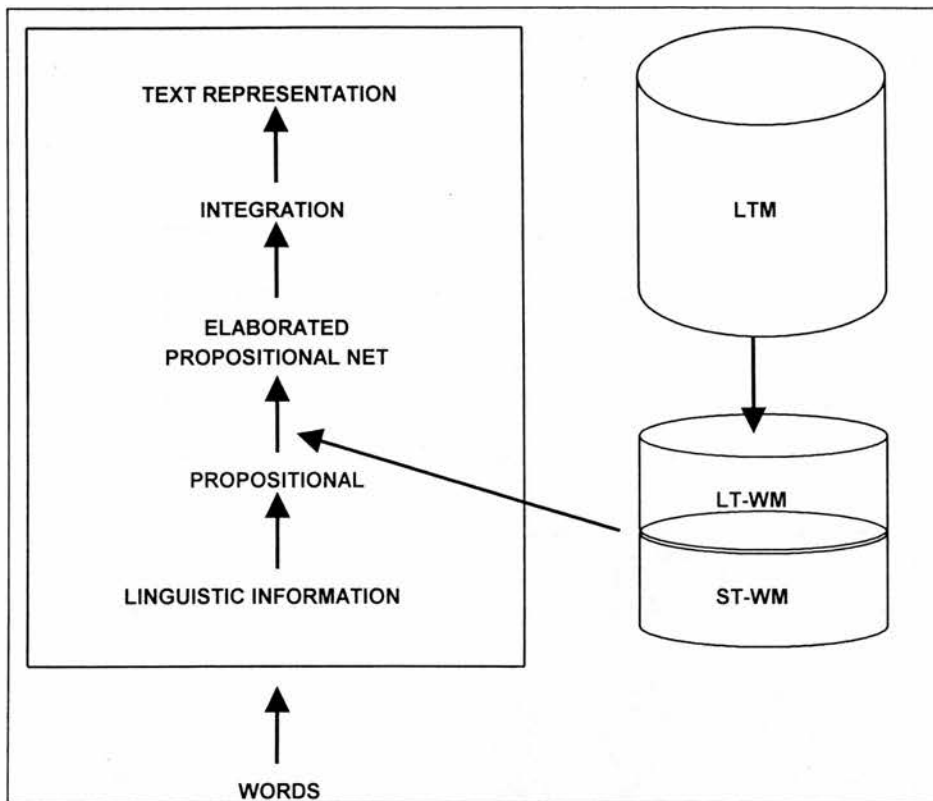 TEXT REPRESENTATION
INTEGRATION
ELABORATED
PROPOSITIONAL NET
PROPOSITIONAL
LINGUISTIC INFORMATION
WORDS
LTM
LT-WM
ST-WM